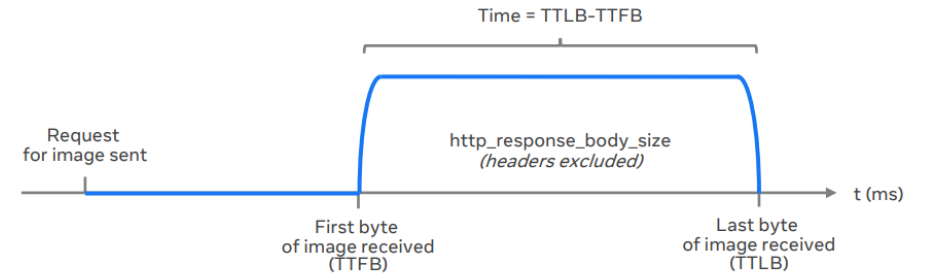 Time = TTLB-TTFB
Request
for image sent
http_response_body_size
(headers excluded)
t (ms)
First byte
of image received
(TTFB)
Last byte
of image received
(TTLB)